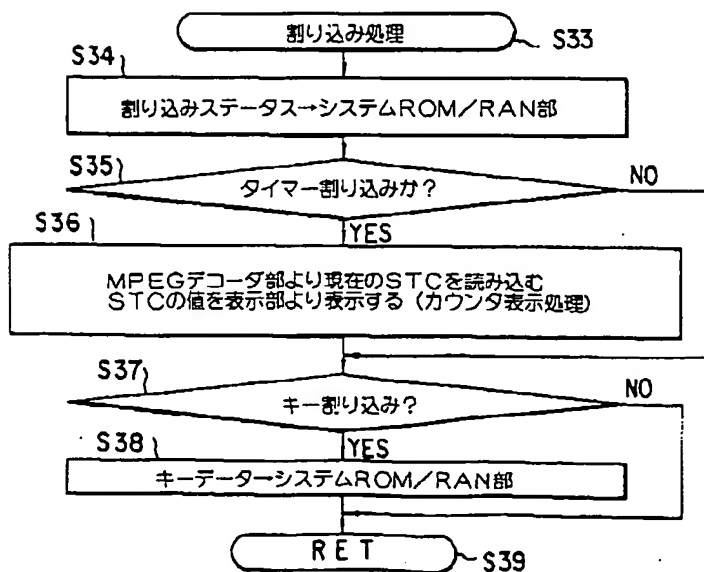 割り込み処理
S33
S34
割り込みステータス→システムROM/RAN部
S35
タイマー割り込みか?
NO
S36
YES
MPEGデコーダ部より現在のSTCを読み込む
STCの値を表示部より表示する(カウンタ表示処理)
S37
キー割り込み?
NO
S38
YES
キーデータ→システムROM/RAN部
RET
S39